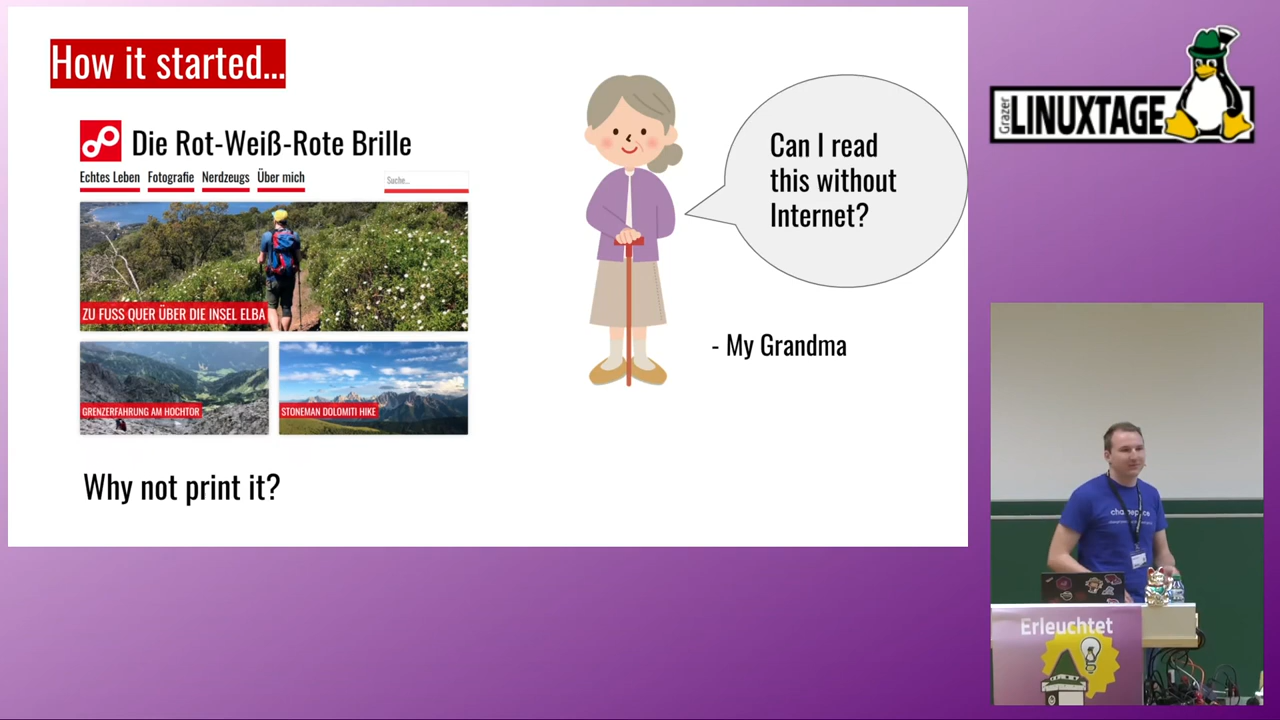 How it started...
Die Rot-Weiß-Rote Brille
Echtes Leben Fotografie Nerdzeugs Über mich
Suche...
ZU FUSS QUER ÜBER DIE INSEL ELBA
GRENZERFAHRUNG AM HOCHTOR
STONEMAN DOLOMITI HIKE
Why not print it?
Can I read
this without
Internet?
- My Grandma
Grazer
LINUXTAGE
Erleuchtet